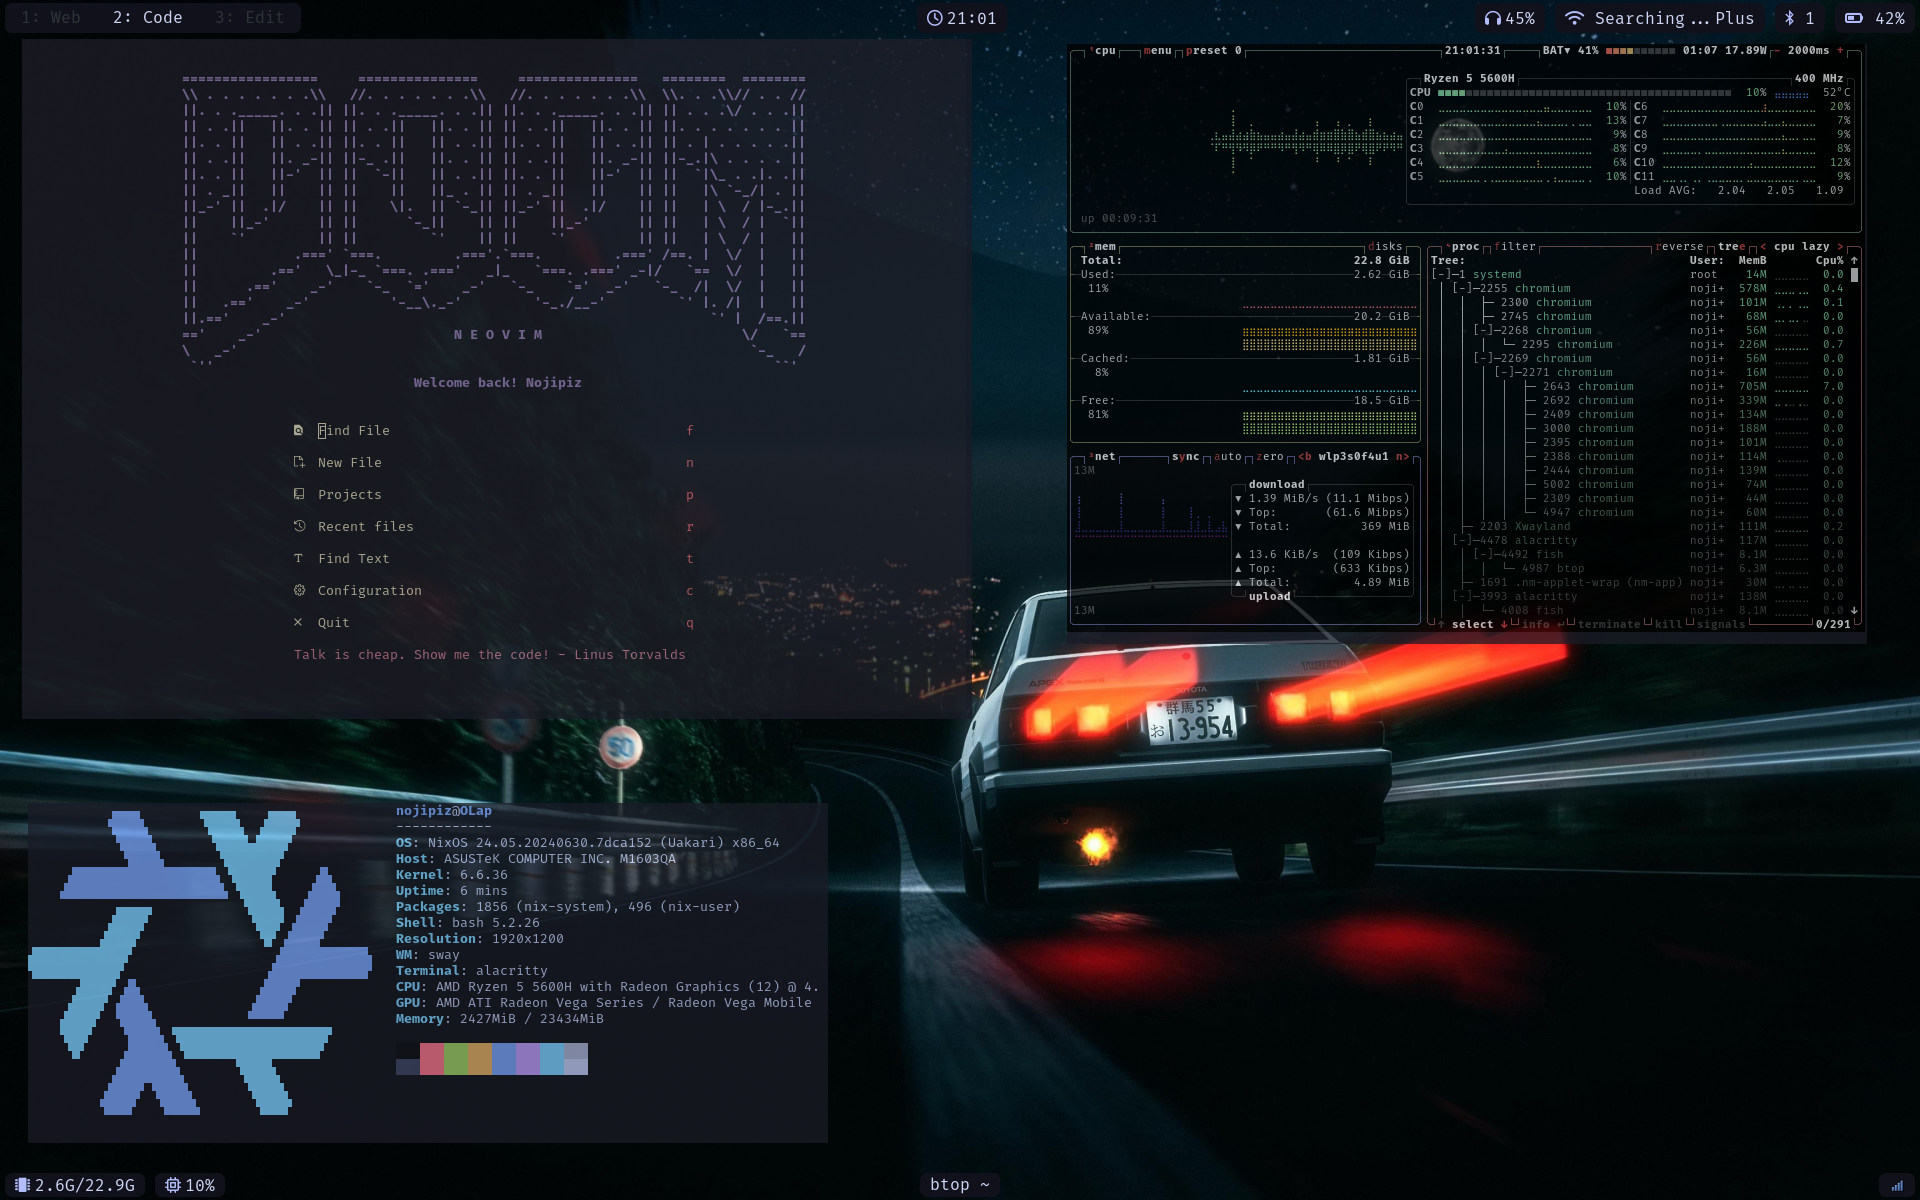 1: Web 2: Code 3: Edit
21:01
45% Searching...Plus 1 42%
NEOVIM
Welcome back! Nojipiz
Find File f
New File n
Projects p
Recent files r
Find Text t
Configuration c
Quit q
Talk is cheap. Show me the code! - Linus Torvalds
¹cpu menu preset 0 21:01:31 BAT▼ 41% 01:07 17.89W - 2000ms +
Ryzen 5 5600H 400 MHz
CPU 10% 52°C
C0 10% C6 20%
C1 13% C7 7%
C2 9% C8 9%
C3 8% C9 8%
C4 6% C10 12%
C5 10% C11 9%
Load AVG: 2.04 2.05 1.09
up 00:09:31
²mem disks
Total: 22.8 GiB
Used: 2.62 GiB
11%
Available: 20.2 GiB
89%
Cached: 1.81 GiB
8%
Free: 18.5 GiB
81%
³net sync auto zero <b wlp3s0f4u1 n>
13M
download
▼ 1.39 MiB/s (11.1 Mibps)
▼ Top: (61.6 Mibps)
▼ Total: 369 MiB
▲ 13.6 KiB/s (109 Kibps)
▲ Top: (633 Kibps)
▲ Total: 4.89 MiB
upload
13M
⁴proc filter reverse tree < cpu lazy >
Tree: User: MemB Cpu% ↑
[-]─1 systemd root 14M 0.0
[-]─2255 chromium noji+ 578M 0.4
2300 chromium noji+ 101M 0.1
2745 chromium noji+ 68M 0.0
[-]─2268 chromium noji+ 56M 0.0
2295 chromium noji+ 226M 0.7
[-]─2269 chromium noji+ 56M 0.0
[-]─2271 chromium noji+ 16M 0.0
2643 chromium noji+ 705M 7.0
2692 chromium noji+ 339M 0.0
2409 chromium noji+ 134M 0.0
3000 chromium noji+ 188M 0.0
2395 chromium noji+ 101M 0.0
2388 chromium noji+ 114M 0.0
2444 chromium noji+ 139M 0.0
5002 chromium noji+ 74M 0.0
2309 chromium noji+ 44M 0.0
4947 chromium noji+ 60M 0.0
2203 Xwayland noji+ 111M 0.2
[-]─4478 alacritty noji+ 117M 0.0
[-]─4492 fish noji+ 8.1M 0.0
4987 btop noji+ 6.3M 0.0
1691 .nm-applet-wrap (nm-app) noji+ 30M 0.0
[-]─3993 alacritty noji+ 138M 0.0
4008 fish noji+ 8.1M 0.0 ↓
↑ select ↓ info ↵ terminate kill signals 0/291
APEX
TOYOTA
群馬55
お 13-954
50
nojipiz@OLap
------------
OS: NixOS 24.05.20240630.7dca152 (Uakari) x86_64
Host: ASUSTeK COMPUTER INC. M1603QA
Kernel: 6.6.36
Uptime: 6 mins
Packages: 1856 (nix-system), 496 (nix-user)
Shell: bash 5.2.26
Resolution: 1920x1200
WM: sway
Terminal: alacritty
CPU: AMD Ryzen 5 5600H with Radeon Graphics (12) @ 4.
GPU: AMD ATI Radeon Vega Series / Radeon Vega Mobile
Memory: 2427MiB / 23434MiB
2.6G/22.9G 10%
btop ~